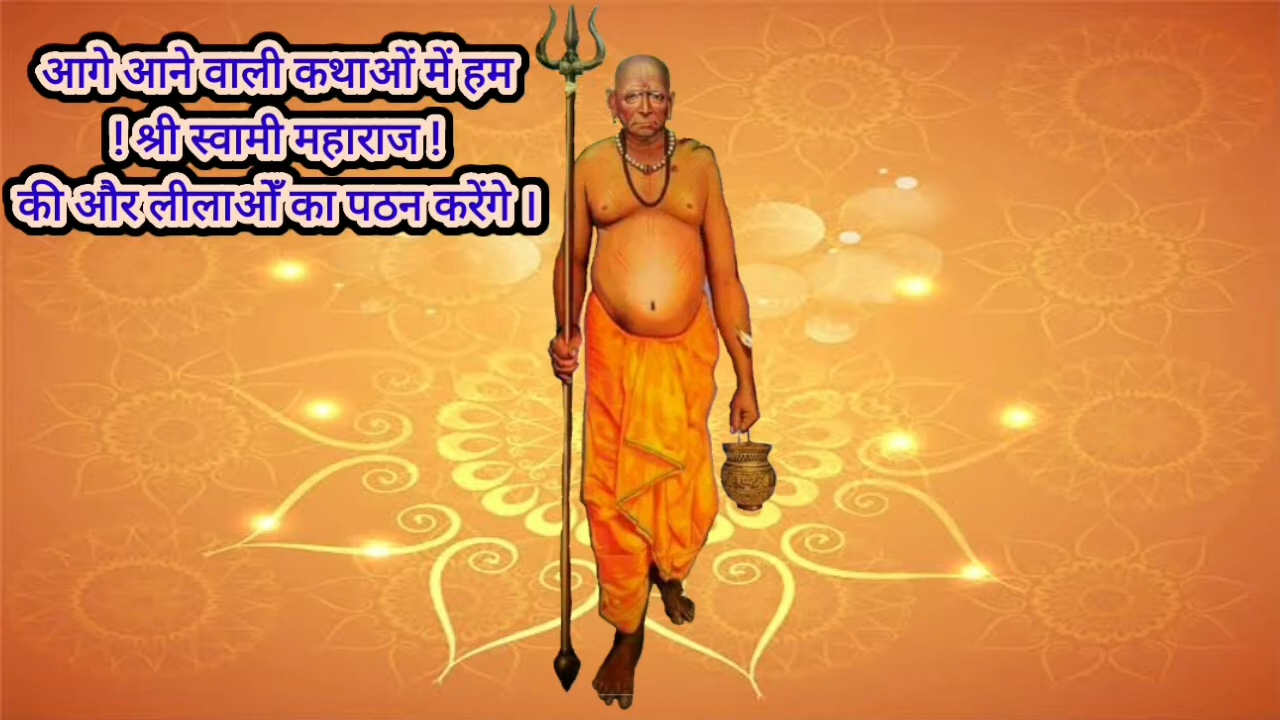 आगे आने वाली कथाओं में हम
! श्री स्वामी महाराज !
की और लीलाओँ का पठन करेंगे ।